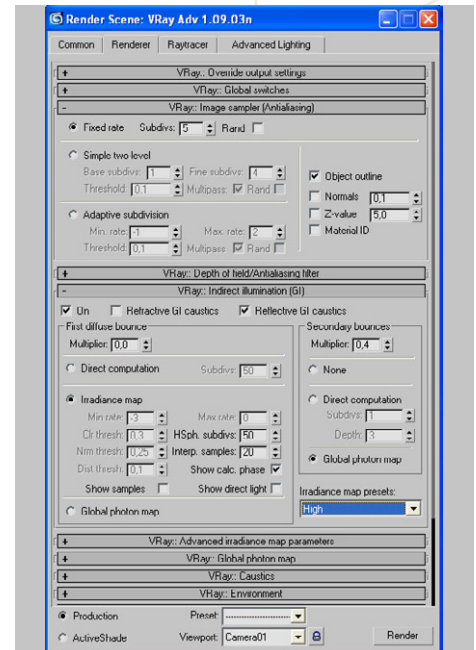 Render Scene: VRay Adv 1.09.03n
Common Renderer Raytracer Advanced Lighting
+ VRay:: Override output settings
+ VRay:: Global switches
- VRay:: Image sampler (Antialiasing)
Fixed rate Subdivs: 5 Rand
Simple two level
Base subdivs: 1 Fine subdivs: 4
Threshold: 0,1 Multipass: Rand
Object outline
Normals 0,1
Z-value 5,0
Material ID
Adaptive subdivision
Min. rate: -1 Max. rate: 2
Threshold: 0,1 Multipass Rand
+ VRay:: Depth of field/Antialiasing filter
- VRay:: Indirect illumination (GI)
On Refractive GI caustics Reflective GI caustics
First diffuse bounce
Multiplier: 0,0
Direct computation Subdivs: 50
Irradiance map
Min rate: -3 Max rate: 0
Clr thresh: 0,3 HSph. subdivs: 50
Nrm thresh: 0,25 Interp. samples: 20
Dist thresh: 0,1 Show calc. phase
Show samples Show direct light
Global photon map
Secondary bounces
Multiplier: 0,4
None
Direct computation
Subdivs: 1
Depth: 3
Global photon map
Irradiance map presets:
High
+ VRay:: Advanced irradiance map parameters
+ VRay:: Global photon map
+ VRay:: Caustics
+ VRay:: Environment
Production Preset: --------------------
ActiveShade Viewport: Camera01 Render